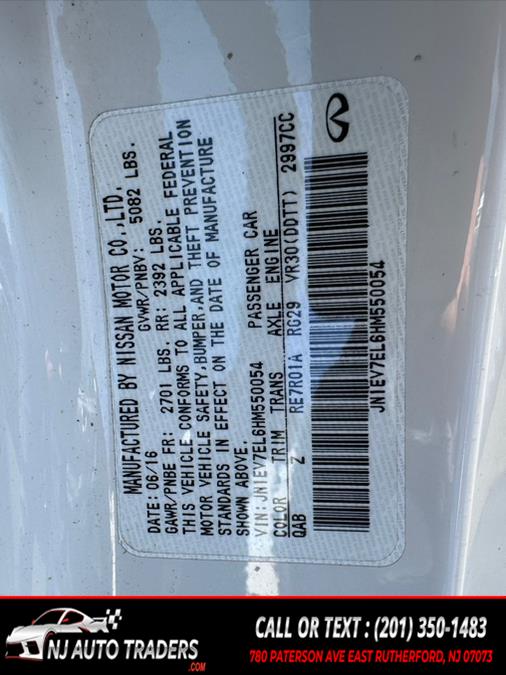 MANUFACTURED BY NISSAN MOTOR CO.,LTD.
DATE: 06/16 GVWR/PNBV: 5082 LBS.
GAWR/PNBE FR: 2701 LBS. RR: 2392 LBS.
THIS VEHICLE CONFORMS TO ALL APPLICABLE FEDERAL
MOTOR VEHICLE SAFETY, BUMPER, AND THEFT PREVENTION
STANDARDS IN EFFECT ON THE DATE OF MANUFACTURE
SHOWN ABOVE.
VIN: JN1EV7EL6HM550054 PASSENGER CAR
COLOR TRIM TRANS AXLE ENGINE
QAB Z RE7R01A RG29 VR30(DDTT) 2997CC
JN1EV7EL6HM550054
NJ AUTO TRADERS
.COM
CALL OR TEXT : (201) 350-1483
780 PATERSON AVE EAST RUTHERFORD, NJ 07073